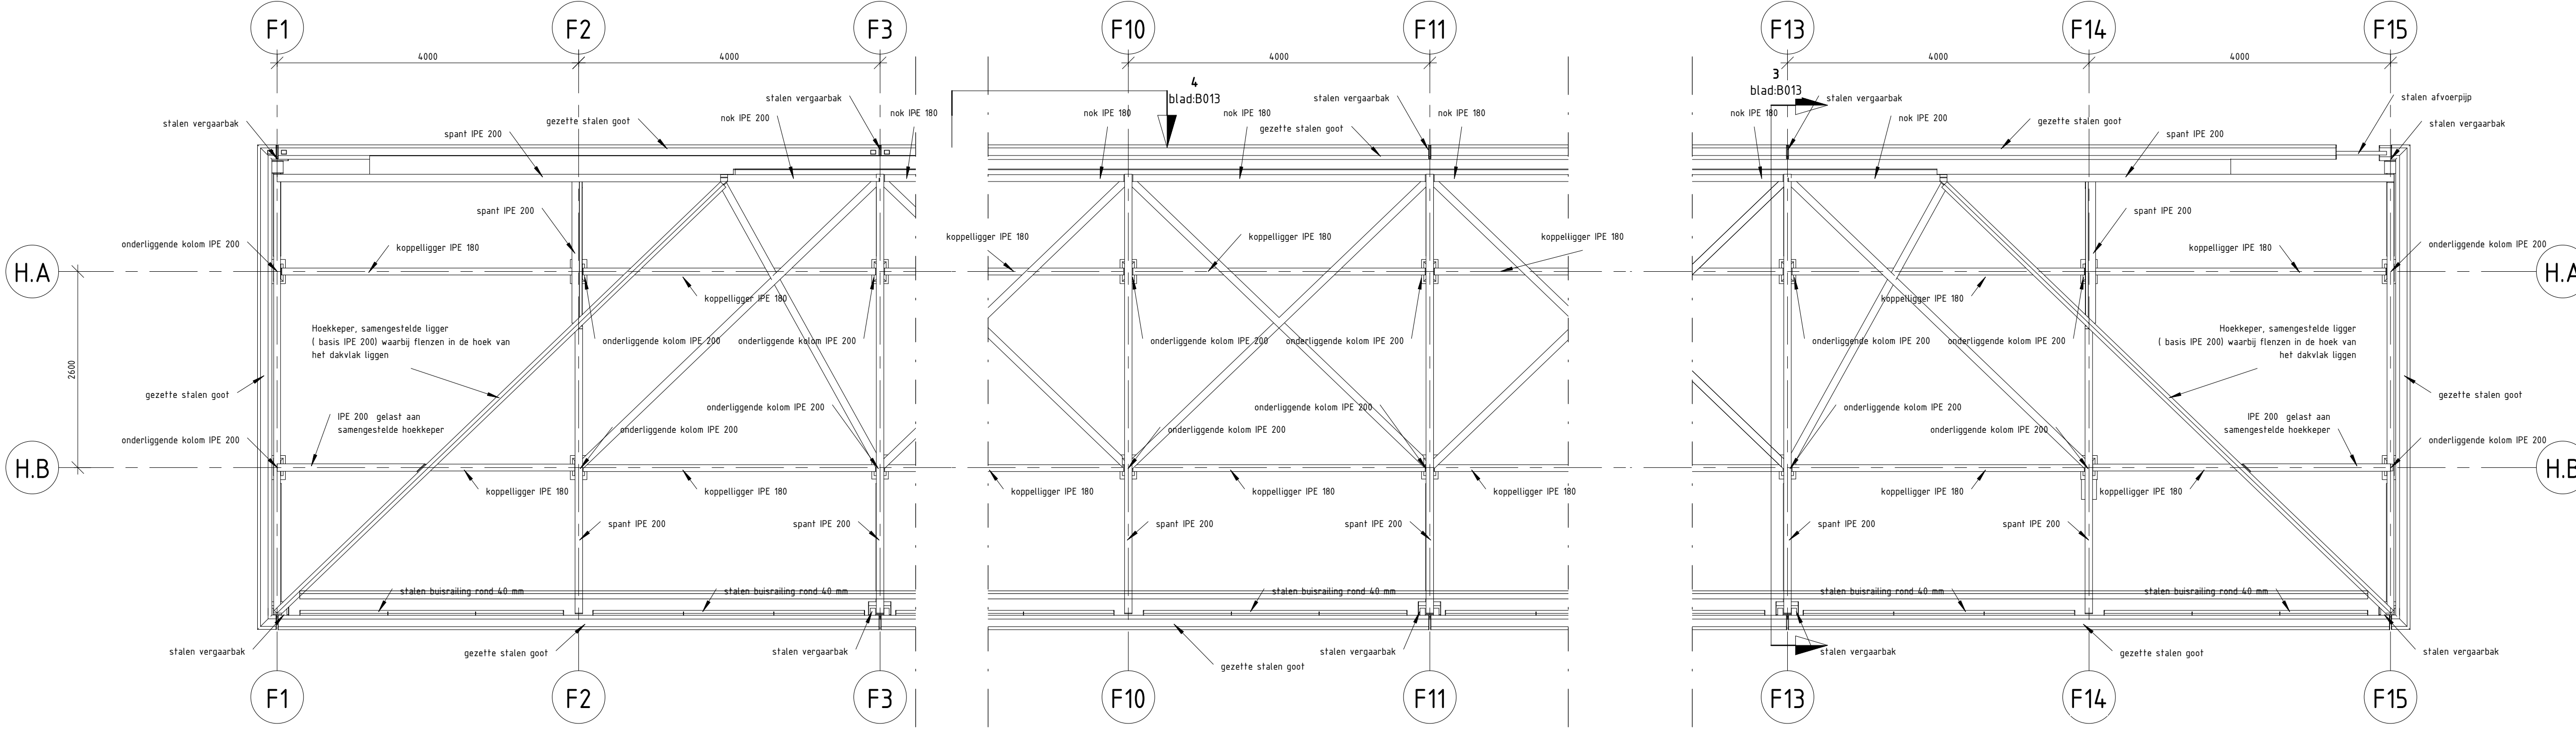 F1
F2
F3
F10
F11
F13
F14
F15
4000
4000
4000
4000
4000
4
blad:B013
3
blad:B013
stalen vergaarbak
spant IPE 200
gezette stalen goot
stalen vergaarbak
nok IPE 200
nok IPE 180
nok IPE 180
nok IPE 180
stalen vergaarbak
gezette stalen goot
nok IPE 180
nok IPE 180
stalen vergaarbak
nok IPE 200
gezette stalen goot
spant IPE 200
stalen afvoerpijp
stalen vergaarbak
spant IPE 200
spant IPE 200
onderliggende kolom IPE 200
koppelligger IPE 180
koppelligger IPE 180
koppelligger IPE 180
koppelligger IPE 180
koppelligger IPE 180
onderliggende kolom IPE 200
H.A
H.A
koppelligger IPE 180
koppelligger IPE 180
Hoekkeper, samengestelde ligger
( basis IPE 200) waarbij flenzen in de hoek van
het dakvlak liggen
onderliggende kolom IPE 200
onderliggende kolom IPE 200
onderliggende kolom IPE 200
onderliggende kolom IPE 200
onderliggende kolom IPE 200
onderliggende kolom IPE 200
Hoekkeper, samengestelde ligger
( basis IPE 200) waarbij flenzen in de hoek van
het dakvlak liggen
2600
gezette stalen goot
gezette stalen goot
IPE 200 gelast aan
samengestelde hoekkeper
onderliggende kolom IPE 200
onderliggende kolom IPE 200
onderliggende kolom IPE 200
IPE 200 gelast aan
samengestelde hoekkeper
onderliggende kolom IPE 200
onderliggende kolom IPE 200
onderliggende kolom IPE 200
onderliggende kolom IPE 200
onderliggende kolom IPE 200
H.B
H.B
koppelligger IPE 180
koppelligger IPE 180
koppelligger IPE 180
koppelligger IPE 180
koppelligger IPE 180
koppelligger IPE 180
koppelligger IPE 180
spant IPE 200
spant IPE 200
spant IPE 200
spant IPE 200
spant IPE 200
spant IPE 200
stalen buisrailing rond 40 mm
stalen buisrailing rond 40 mm
stalen buisrailing rond 40 mm
stalen buisrailing rond 40 mm
stalen buisrailing rond 40 mm
stalen vergaarbak
gezette stalen goot
stalen vergaarbak
gezette stalen goot
stalen vergaarbak
stalen vergaarbak
gezette stalen goot
stalen vergaarbak
F1
F2
F3
F10
F11
F13
F14
F15